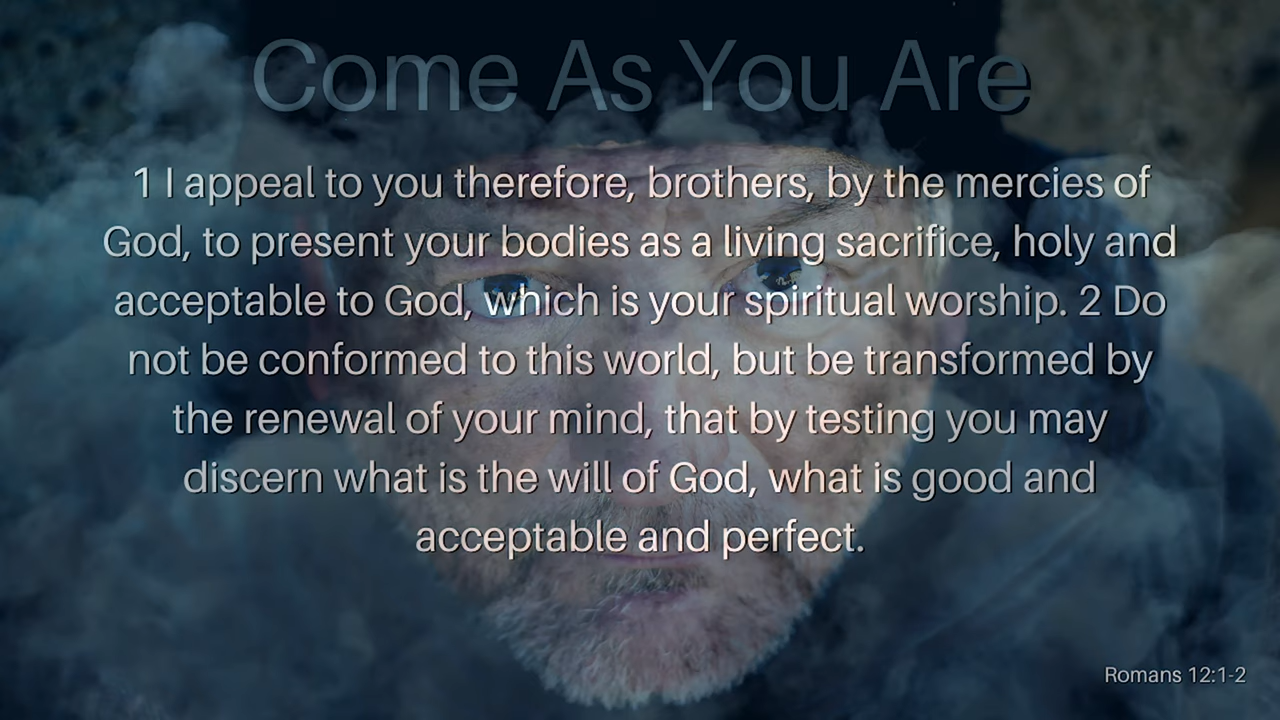 Come As You Are
1 I appeal to you therefore, brothers, by the mercies of
God, to present your bodies as a living sacrifice, holy and
acceptable to God, which is your spiritual worship. 2 Do
not be conformed to this world, but be transformed by
the renewal of your mind, that by testing you may
discern what is the will of God, what is good and
acceptable and perfect.
Romans 12:1-2